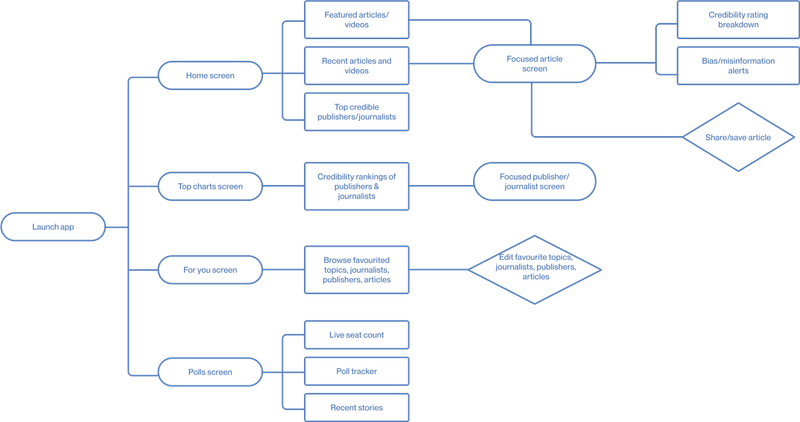 Launch app
Home screen
Featured articles/
videos
Recent articles and
videos
Top credible
publishers/journalists
Focused article
screen
Credibility rating
breakdown
Bias/misinformation
alerts
Share/save article
Top charts screen
Credibility rankings of
publishers &
journalists
Focused publisher/
journalist screen
For you screen
Browse favourited
topics, journalists,
publishers, articles
Edit favourite topics,
journalists, publishers,
articles
Polls screen
Live seat count
Poll tracker
Recent stories